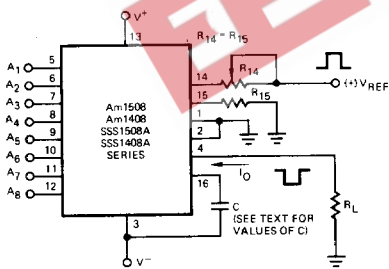 V+
13
R14 = R15
A1 5
A2 6
A3 7
A4 8
A5 9
A6 10
A7 11
A8 12
Am1508
Am1408
SSS1508A
SSS1408A
SERIES
14
R14
(+) VREF
15
R15
1
2
4
IO
16
C
(SEE TEXT FOR
VALUES OF C)
RL
3
V−